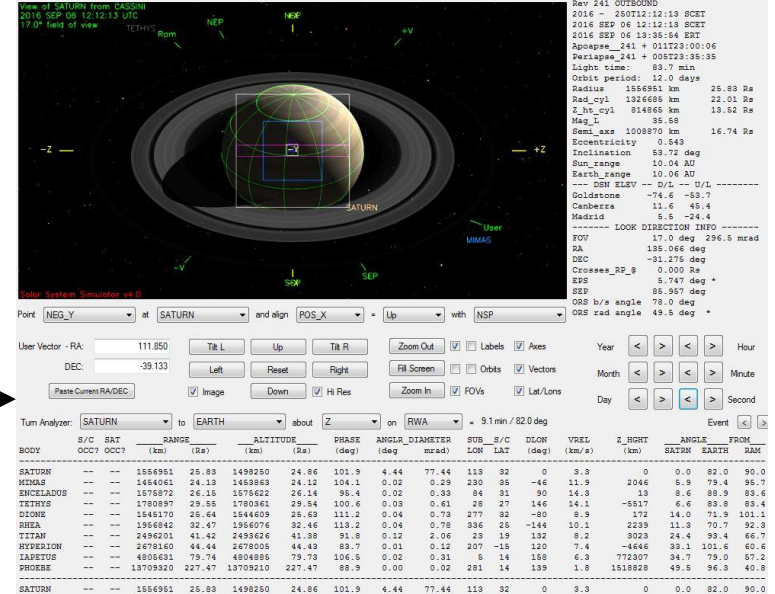 View of SATURN from CASSINI
2016 SEP 06 12:12:13 UTC
17.0° field of view
TETHYS
Rom
NEP
NSP
+V
-Z
-Y
+Z
SATURN
User
MIMAS
-V
SEP
Solar System Simulator v4.0
Rev 241 OUTBOUND
2016 - 250T12:12:13 SCET
2016 SEP 06 12:12:13 SCET
2016 SEP 06 13:35:54 ERT
Apoapse_241 + 011T23:00:06
Periapse_241 + 005T23:35:35
Light time: 83.7 min
Orbit period: 12.0 days
Radius 1556951 km 25.83 Rs
Rad_cyl 1326685 km 22.01 Rs
Z_ht_cyl 814865 km 13.52 Rs
Mag_L 35.58
Semi_axs 1008870 km 16.74 Rs
Eccentricity 0.543
Inclination 53.72 deg
Sun_range 10.04 AU
Earth_range 10.06 AU
--- DSN ELEV -- D/L -- U/L --------
Goldstone -74.6 -53.7
Canberra 11.6 45.4
Madrid 5.5 -24.4
------- LOOK DIRECTION INFO -------
FOV 17.0 deg 296.5 mrad
RA 135.066 deg
DEC -31.275 deg
Crosses_RP_@ 0.000 Rs
EPS 5.747 deg *
SEP 85.957 deg
ORS b/s angle 78.0 deg
ORS rad angle 49.5 deg *
Point NEG_Y at SATURN and align POS_X = Up with NSP
User Vector - RA: 111.850 Tilt L Up Tilt R Zoom Out Labels Axes Year < > < > Hour
DEC: -39.133 Left Reset Right Fill Screen Orbits Vectors Month < > < > Minute
Paste Current RA/DEC Image Down Hi Res Zoom In FOVs Lat/Lons Day < > < > Second
Turn Analyzer: SATURN to EARTH about Z on RWA = 9.1 min / 82.0 deg Event < >
S/C SAT RANGE ALTITUDE PHASE ANGLR_DIAMETER SUB_S/C DLON VREL Z_HGHT ANGLE FROM
BODY OCC? OCC? (km) (Rs) (km) (Rs) (deg) (deg mrad) LON LAT (deg) (km/s) (km) SATRN EARTH RAM
SATURN -- -- 1556951 25.83 1498250 24.86 101.9 4.44 77.44 113 32 0 3.3 0 0.0 82.0 90.0
MIMAS -- -- 1454061 24.13 1453863 24.12 104.1 0.02 0.29 230 35 -46 11.9 2046 5.9 79.4 95.7
ENCELADUS -- -- 1575872 26.15 1575622 26.14 95.4 0.02 0.33 84 31 90 14.3 13 8.6 88.9 83.6
TETHYS -- -- 1780897 29.55 1780361 29.54 100.6 0.03 0.61 28 27 146 14.1 -5517 6.6 83.8 83.4
DIONE -- -- 1545170 25.64 1544609 25.63 111.2 0.04 0.73 277 32 -80 8.9 172 14.0 71.9 101.1
RHEA -- -- 1956842 32.47 1956076 32.46 113.2 0.04 0.78 336 25 -144 10.1 2239 11.3 70.7 92.3
TITAN -- -- 2496201 41.42 2493626 41.38 91.8 0.12 2.06 23 19 132 8.2 3023 24.4 93.4 66.7
HYPERION -- -- 2678160 44.44 2678005 44.43 83.7 0.01 0.12 207 -15 120 7.4 -4646 33.1 101.6 60.6
IAPETUS -- -- 4805631 79.74 4804885 79.73 106.5 0.02 0.31 5 14 158 6.3 772307 34.7 79.0 57.2
PHOEBE -- -- 13709320 227.47 13709210 227.47 88.9 0.00 0.02 281 14 139 1.8 1518828 49.5 96.3 40.8
SATURN -- -- 1556951 25.83 1498250 24.86 101.9 4.44 77.44 113 32 0 3.3 0 0.0 82.0 90.0